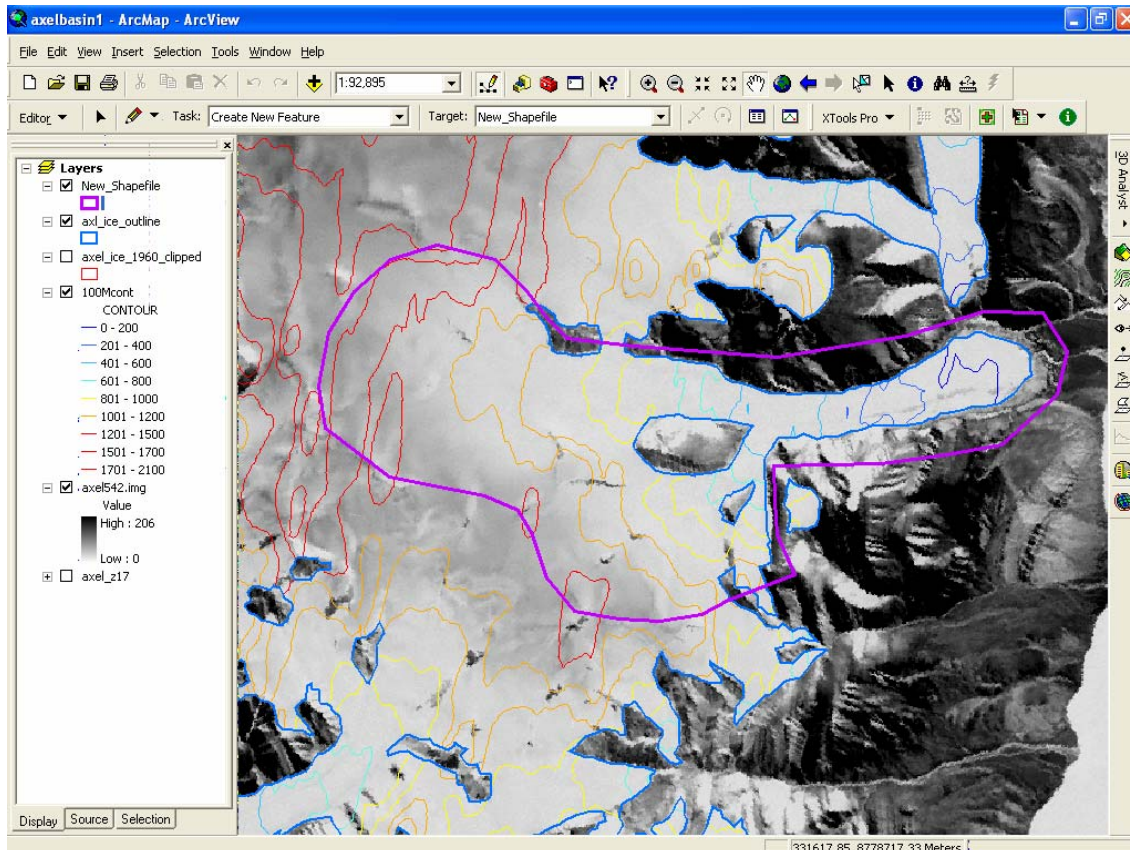 axelbasin1 - ArcMap - ArcView
File Edit View Insert Selection Tools Window Help
1:92,895
Editor Task: Create New Feature Target: New_Shapefile XTools Pro
Layers
New_Shapefile
axl_ice_outline
axel_ice_1960_clipped
100Mcont
CONTOUR
0 - 200
201 - 400
401 - 600
601 - 800
801 - 1000
1001 - 1200
1201 - 1500
1501 - 1700
1701 - 2100
axel542.img
Value
High : 206
Low : 0
axel_z17
3D Analyst
Display Source Selection
331617.85 8778717.33 Meters